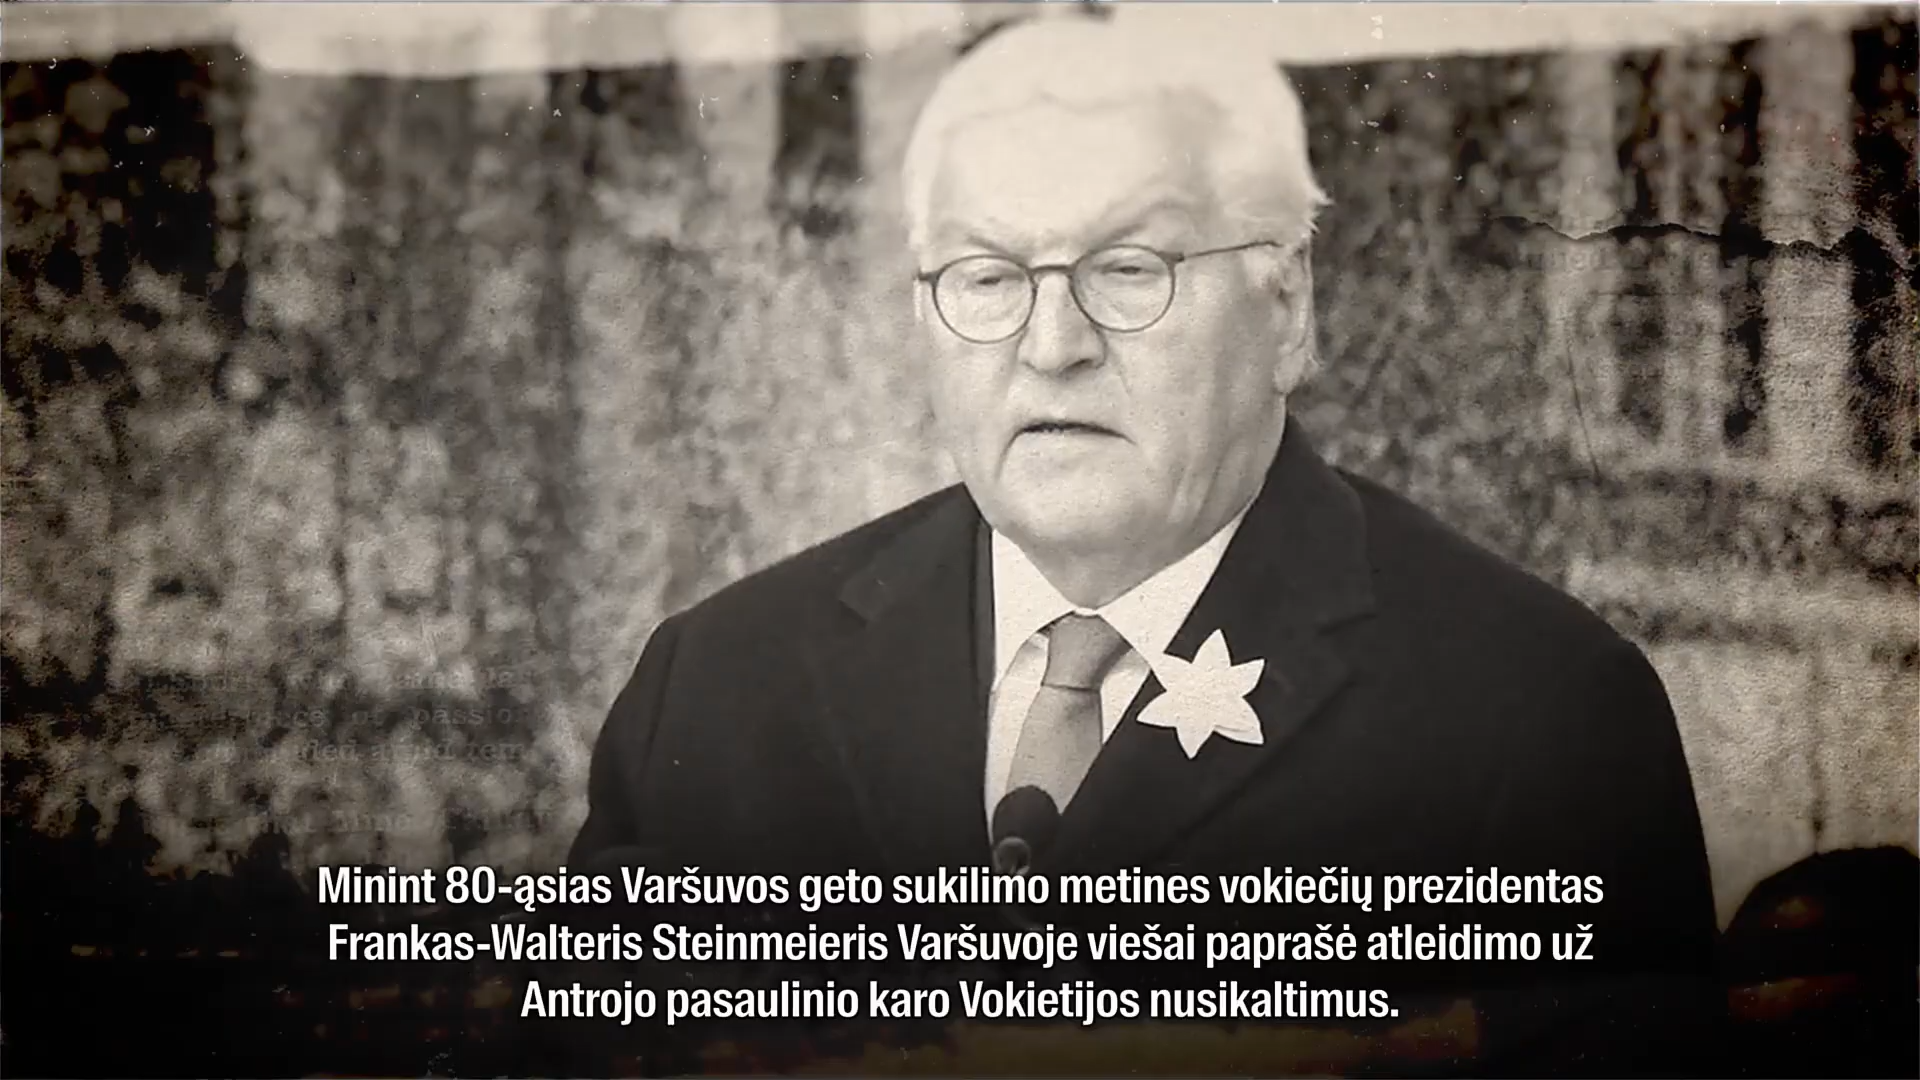 Minint 80-ąsias Varšuvos geto sukilimo metines vokiečių prezidentas
Frankas-Walteris Steinmeieris Varšuvoje viešai paprašė atleidimo už
Antrojo pasaulinio karo Vokietijos nusikaltimus.